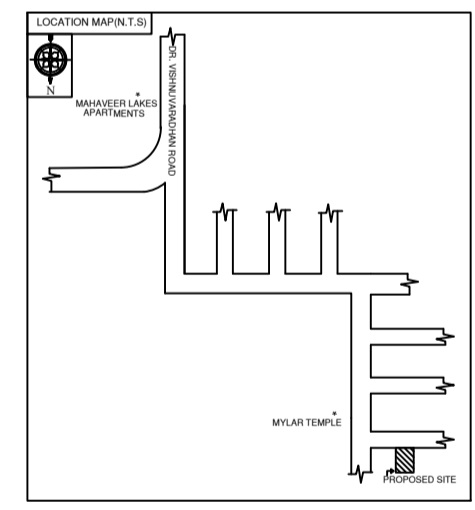 LOCATION MAP(N.T.S)
N
MAHAVEER LAKES
APARTMENTS
DR. VISHNUVARADHAN ROAD
MYLAR TEMPLE
PROPOSED SITE